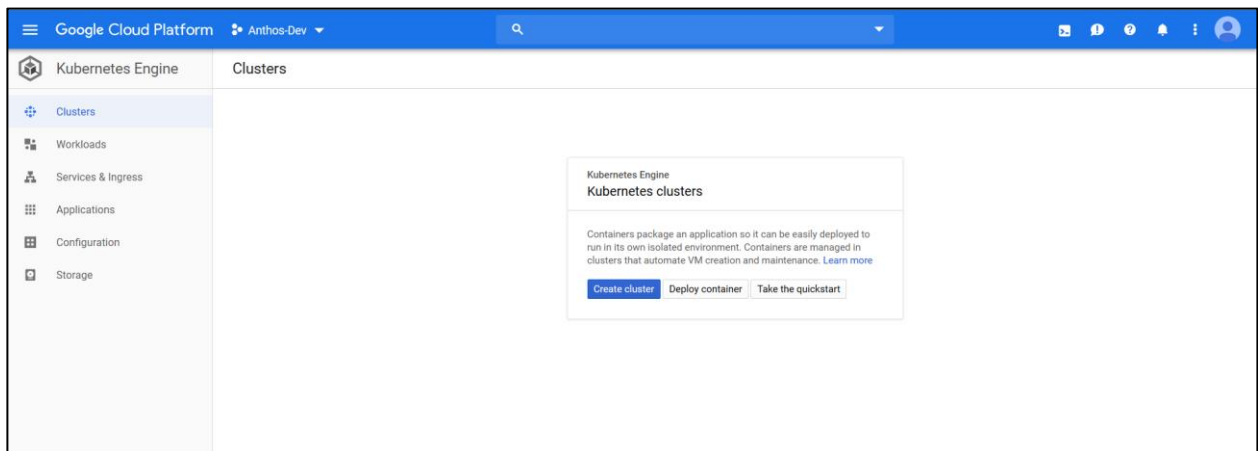 Google Cloud Platform
Anthos-Dev
Kubernetes Engine
Clusters
Clusters
Workloads
Services & Ingress
Applications
Configuration
Storage
Kubernetes Engine
Kubernetes clusters
Containers package an application so it can be easily deployed to
run in its own isolated environment. Containers are managed in
clusters that automate VM creation and maintenance. Learn more
Create cluster Deploy container Take the quickstart